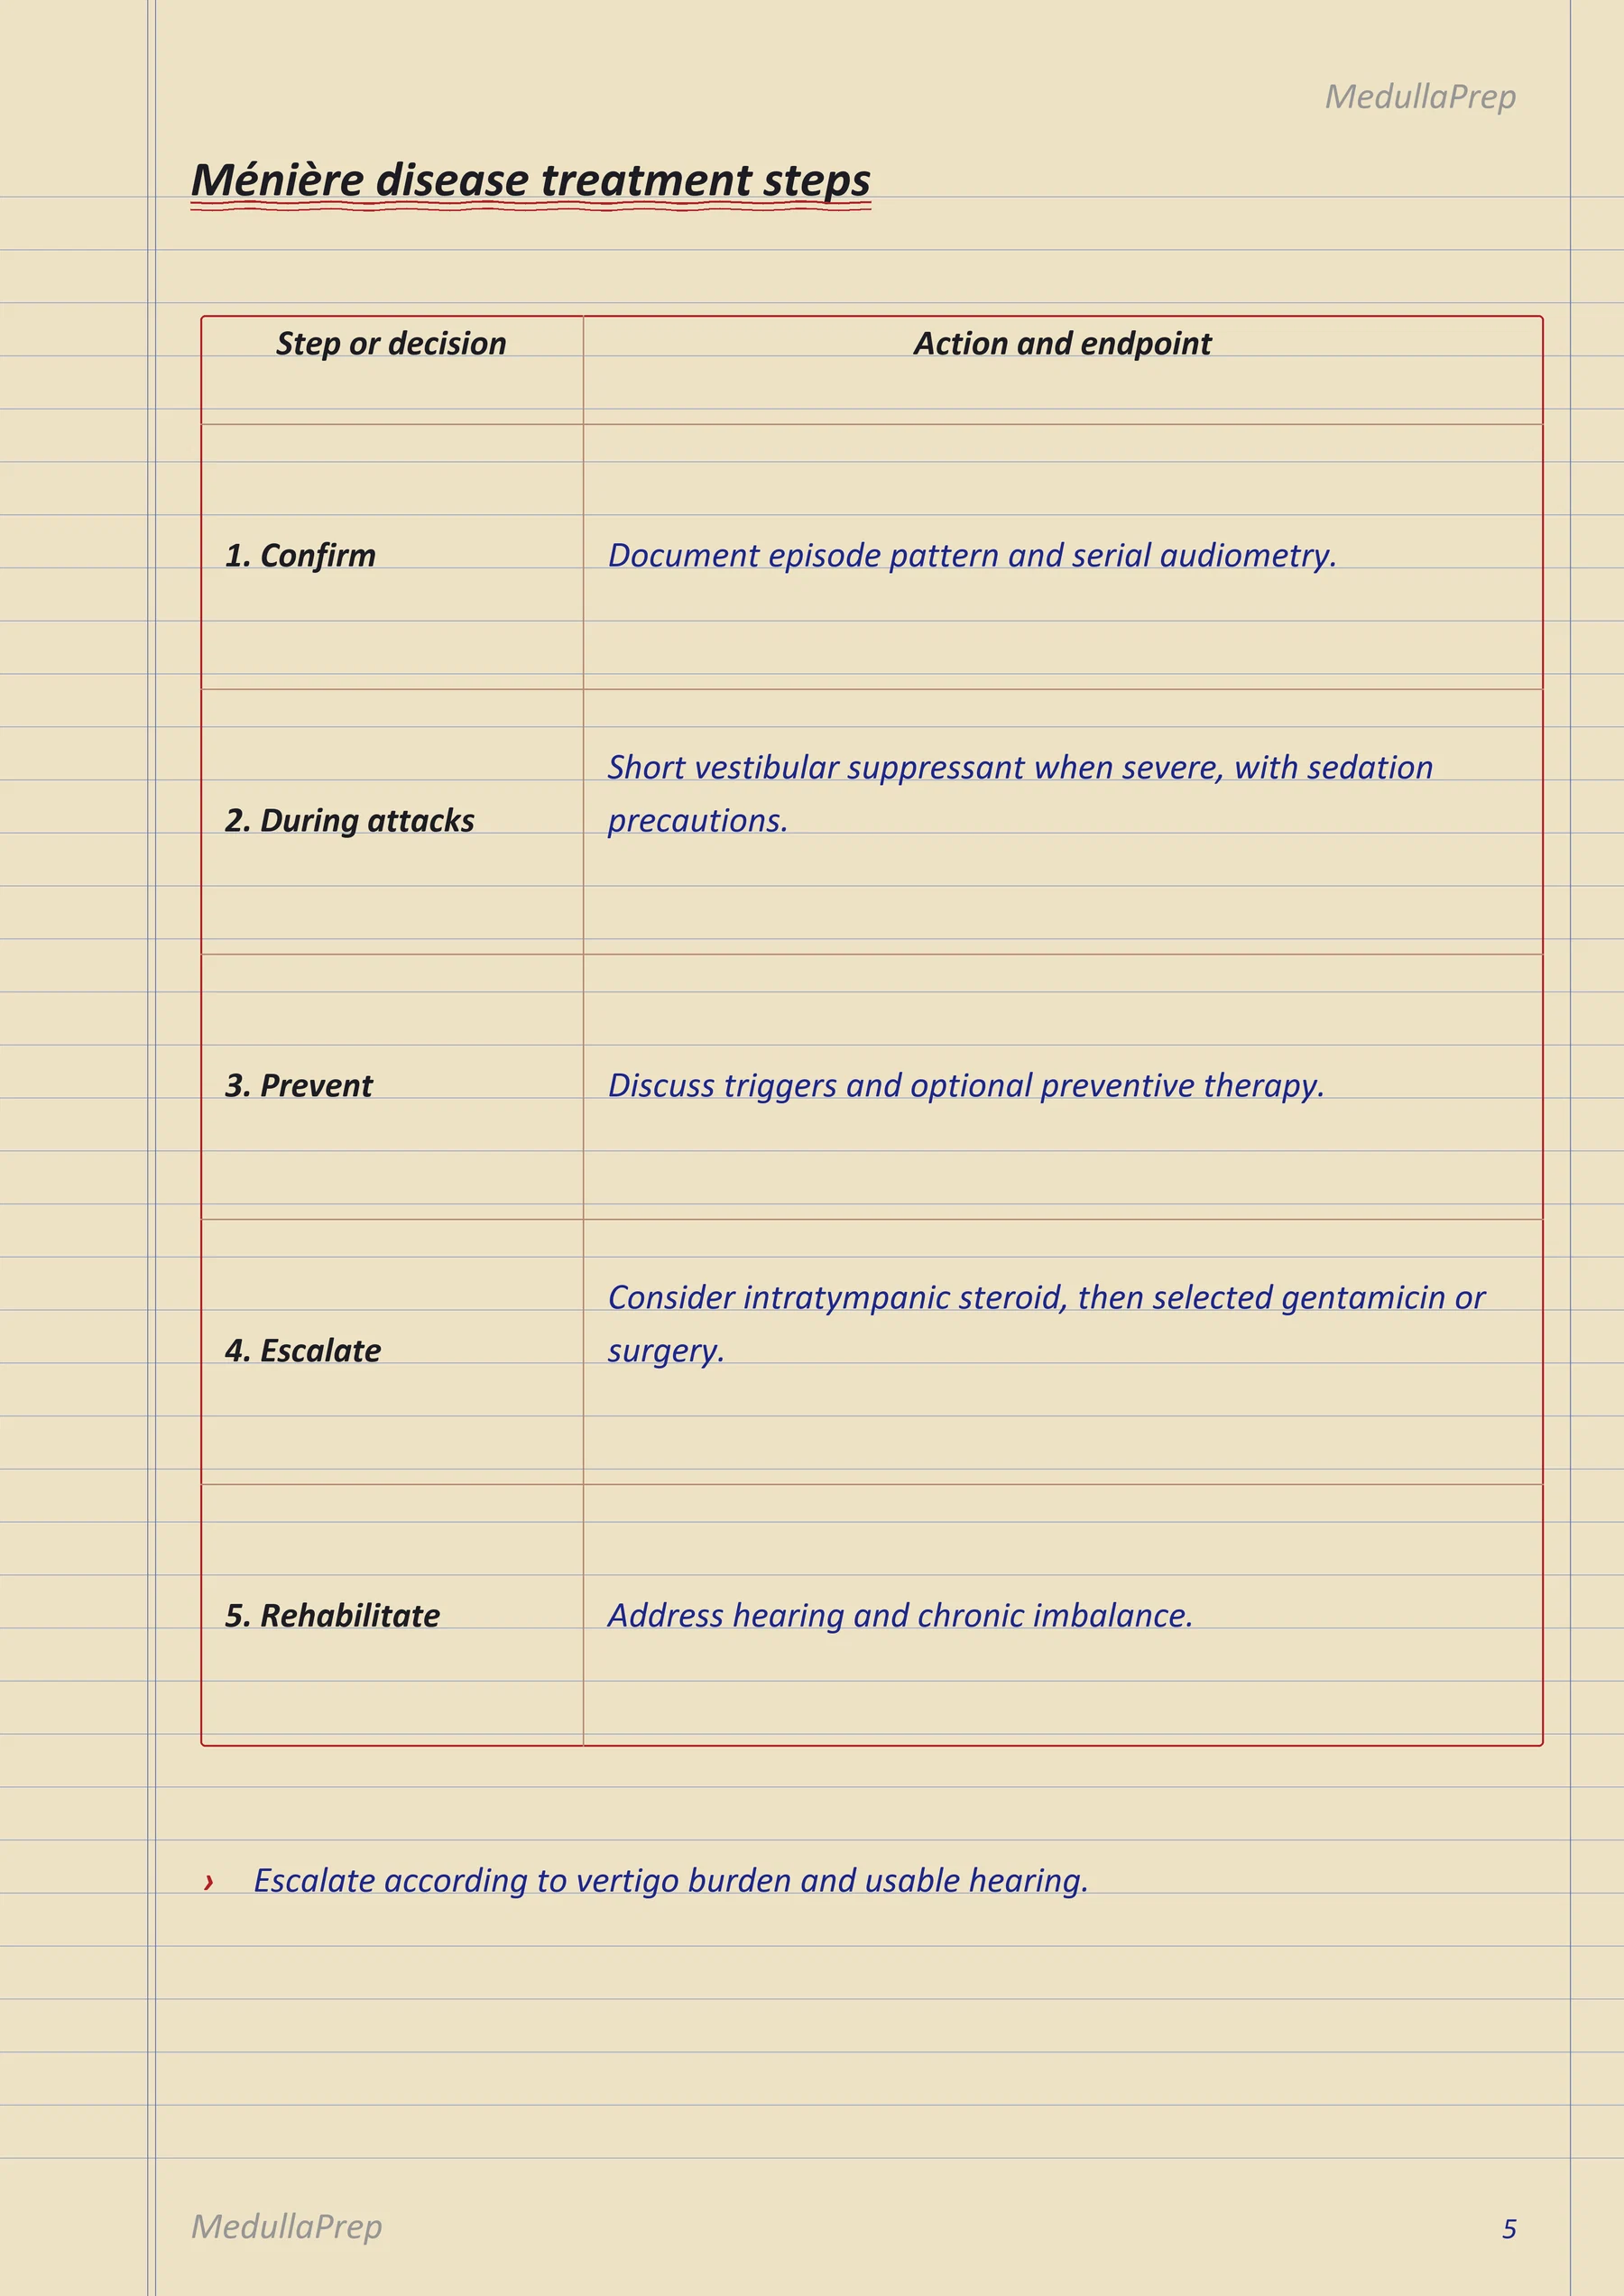 MedullaPrep
Ménière disease treatment steps
Step or decision
Action and endpoint
1. Confirm
Document episode pattern and serial audiometry.
2. During attacks
Short vestibular suppressant when severe, with sedation
precautions.
3. Prevent
Discuss triggers and optional preventive therapy.
4. Escalate
Consider intratympanic steroid, then selected gentamicin or
surgery.
5. Rehabilitate
Address hearing and chronic imbalance.
› Escalate according to vertigo burden and usable hearing.
MedullaPrep
5